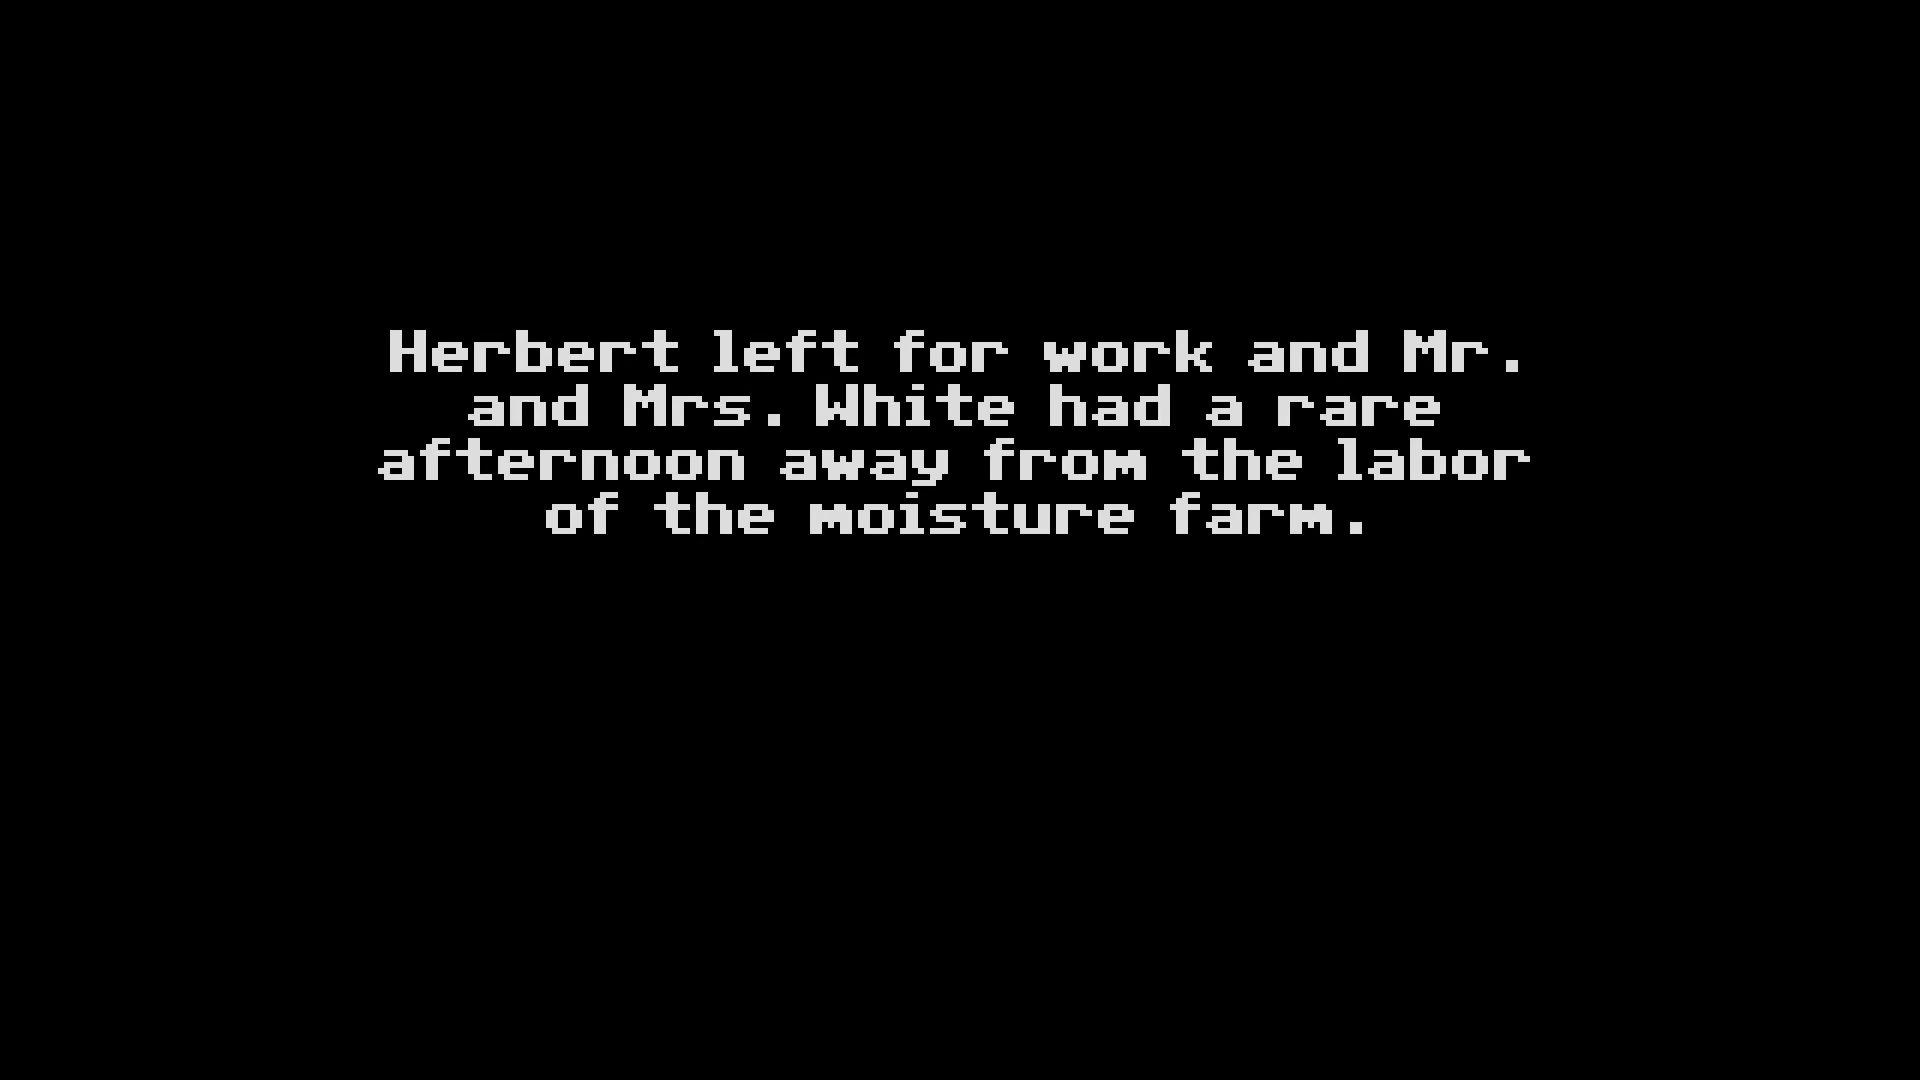 Herbert left for work and Mr.
and Mrs. White had a rare
afternoon away from the labor
of the moisture farm.